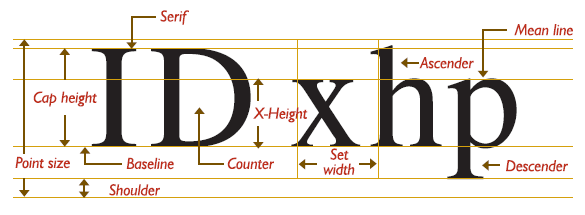 Serif
Mean line
Ascender
Cap height
IDxhp
X-Height
Point size
Baseline
Counter
Set
width
Descender
Shoulder